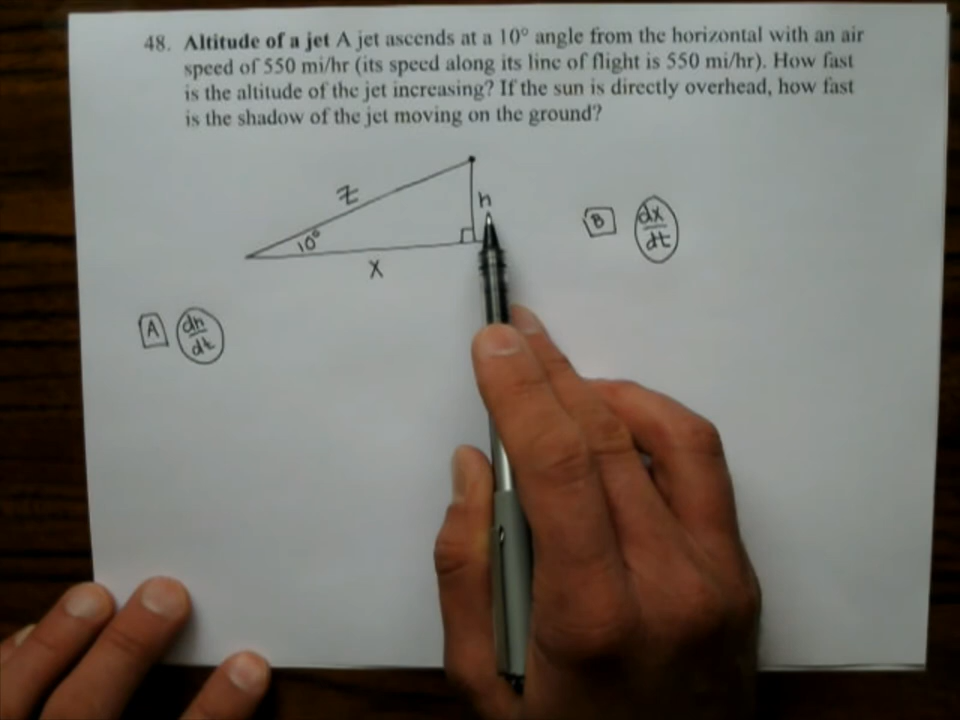 48. Altitude of a jet A jet ascends at a 10° angle from the horizontal with an air
speed of 550 mi/hr (its speed along its line of flight is 550 mi/hr). How fast
is the altitude of the jet increasing? If the sun is directly overhead, how fast
is the shadow of the jet moving on the ground?
z
h
10°
x
B dx/dt
A dh/dt